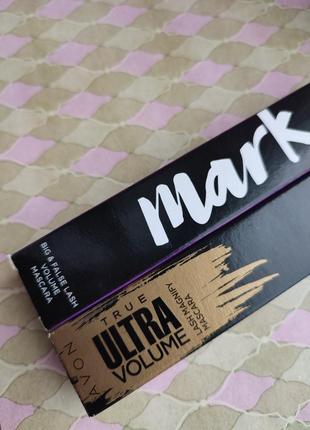 mark
BIG & FALSE LASH
VOLUME
MASCARA
AVON
TRUE
ULTRA
VOLUME
LASH MAGNIFY
MASCARA